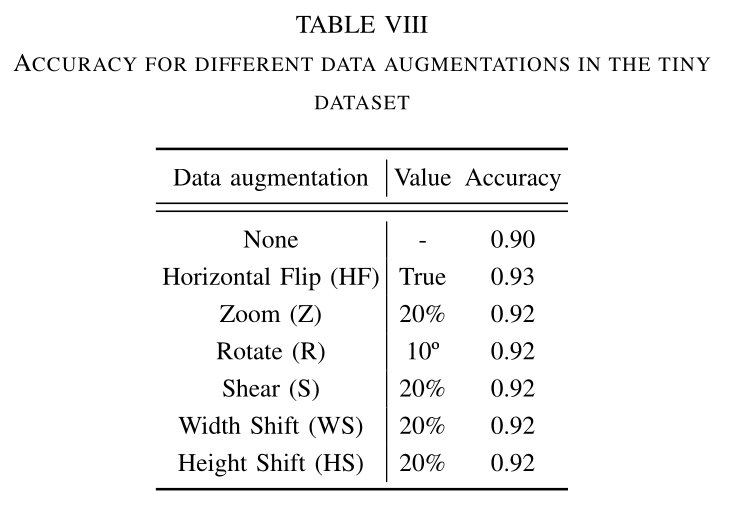 TABLE VIII
ACCURACY FOR DIFFERENT DATA AUGMENTATIONS IN THE TINY
DATASET
Data augmentation Value Accuracy
None - 0.90
Horizontal Flip (HF) True 0.93
Zoom (Z) 20% 0.92
Rotate (R) 10º 0.92
Shear (S) 20% 0.92
Width Shift (WS) 20% 0.92
Height Shift (HS) 20% 0.92